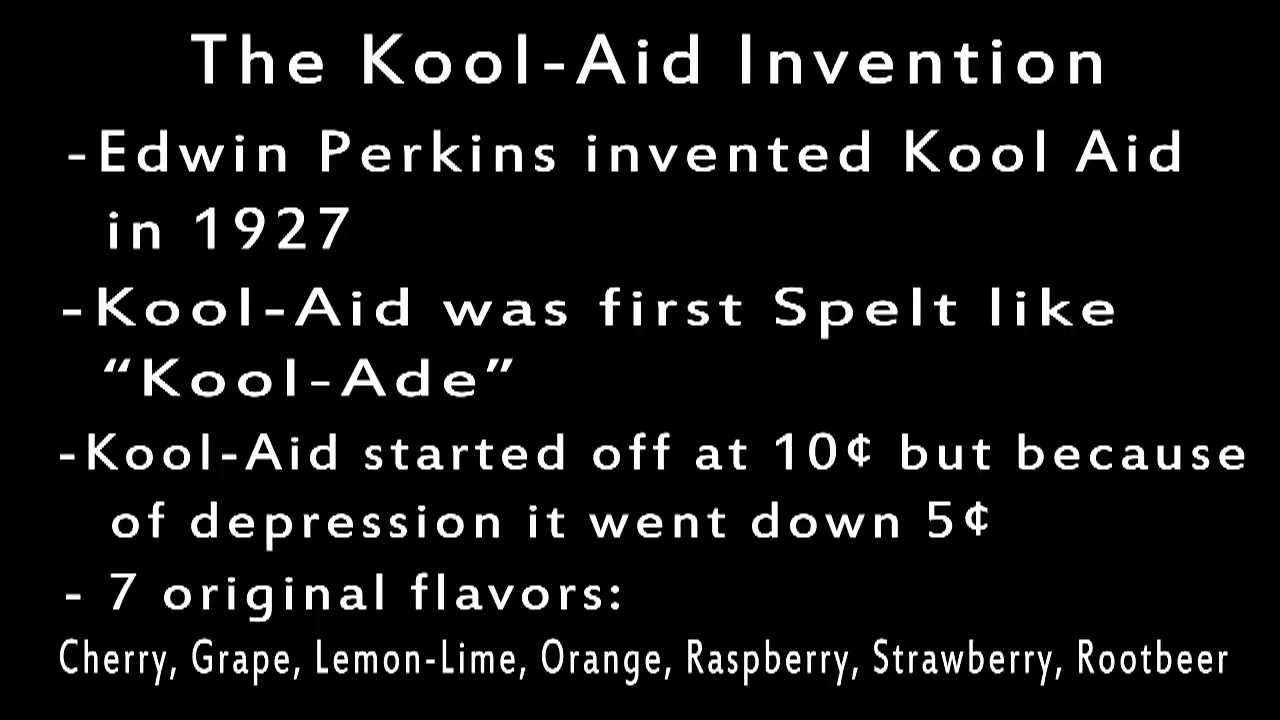 The Kool-Aid Invention
-Edwin Perkins invented Kool Aid
in 1927
-Kool-Aid was first Spelt like
“Kool-Ade”
-Kool-Aid started off at 10¢ but because
of depression it went down 5¢
- 7 original flavors:
Cherry, Grape, Lemon-Lime, Orange, Raspberry, Strawberry, Rootbeer